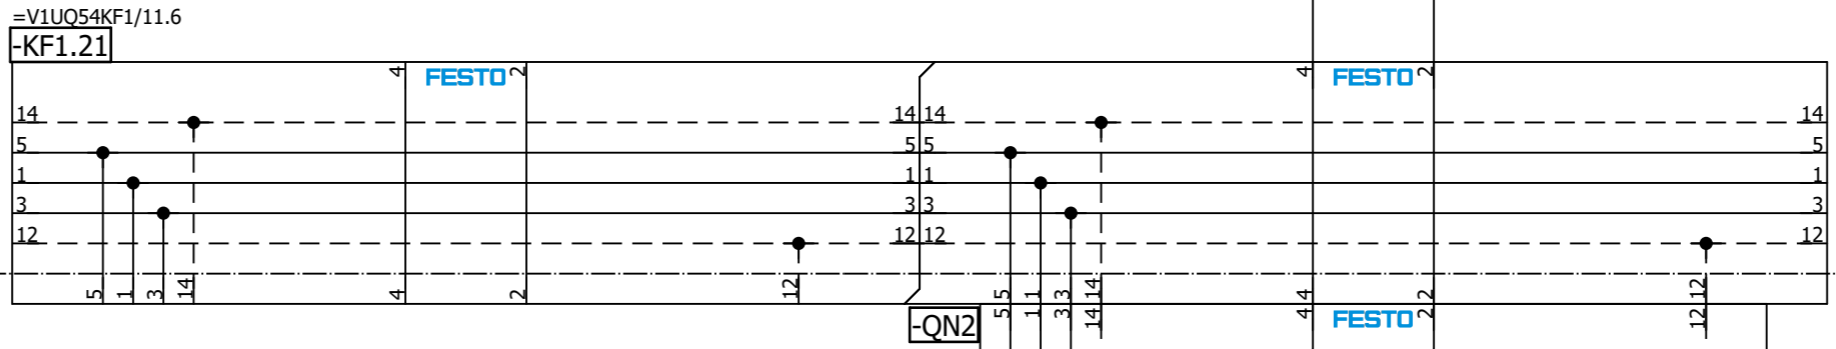 =V1UQ54KF1/11.6
-KF1.21
4 FESTO 2 4 FESTO 2
14 14 14 14
5 5 5 5
1 1 1 1
3 3 3 3
12 12 12 12
5 1 3 14 4 2 12 5 1 3 14 4 2 12
-QN2 5 1 3 14 4 FESTO 2 12